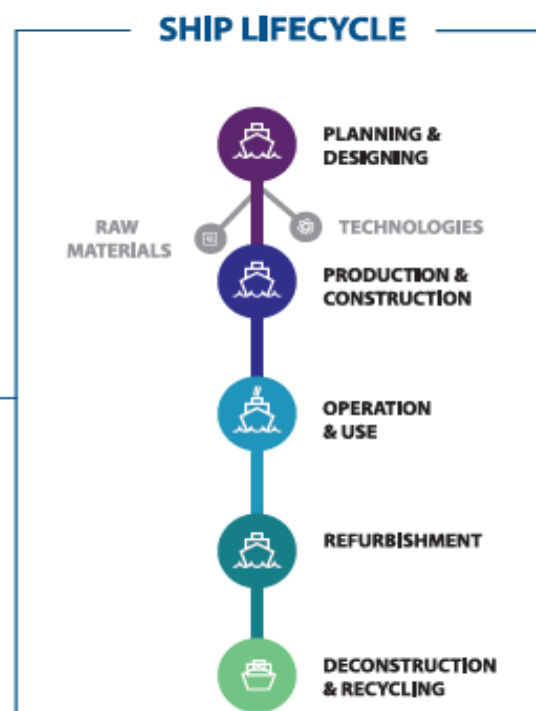 SHIP LIFECYCLE
PLANNING &
DESIGNING
RAW
MATERIALS
TECHNOLOGIES
PRODUCTION &
CONSTRUCTION
OPERATION
& USE
REFURBISHMENT
DECONSTRUCTION
& RECYCLING